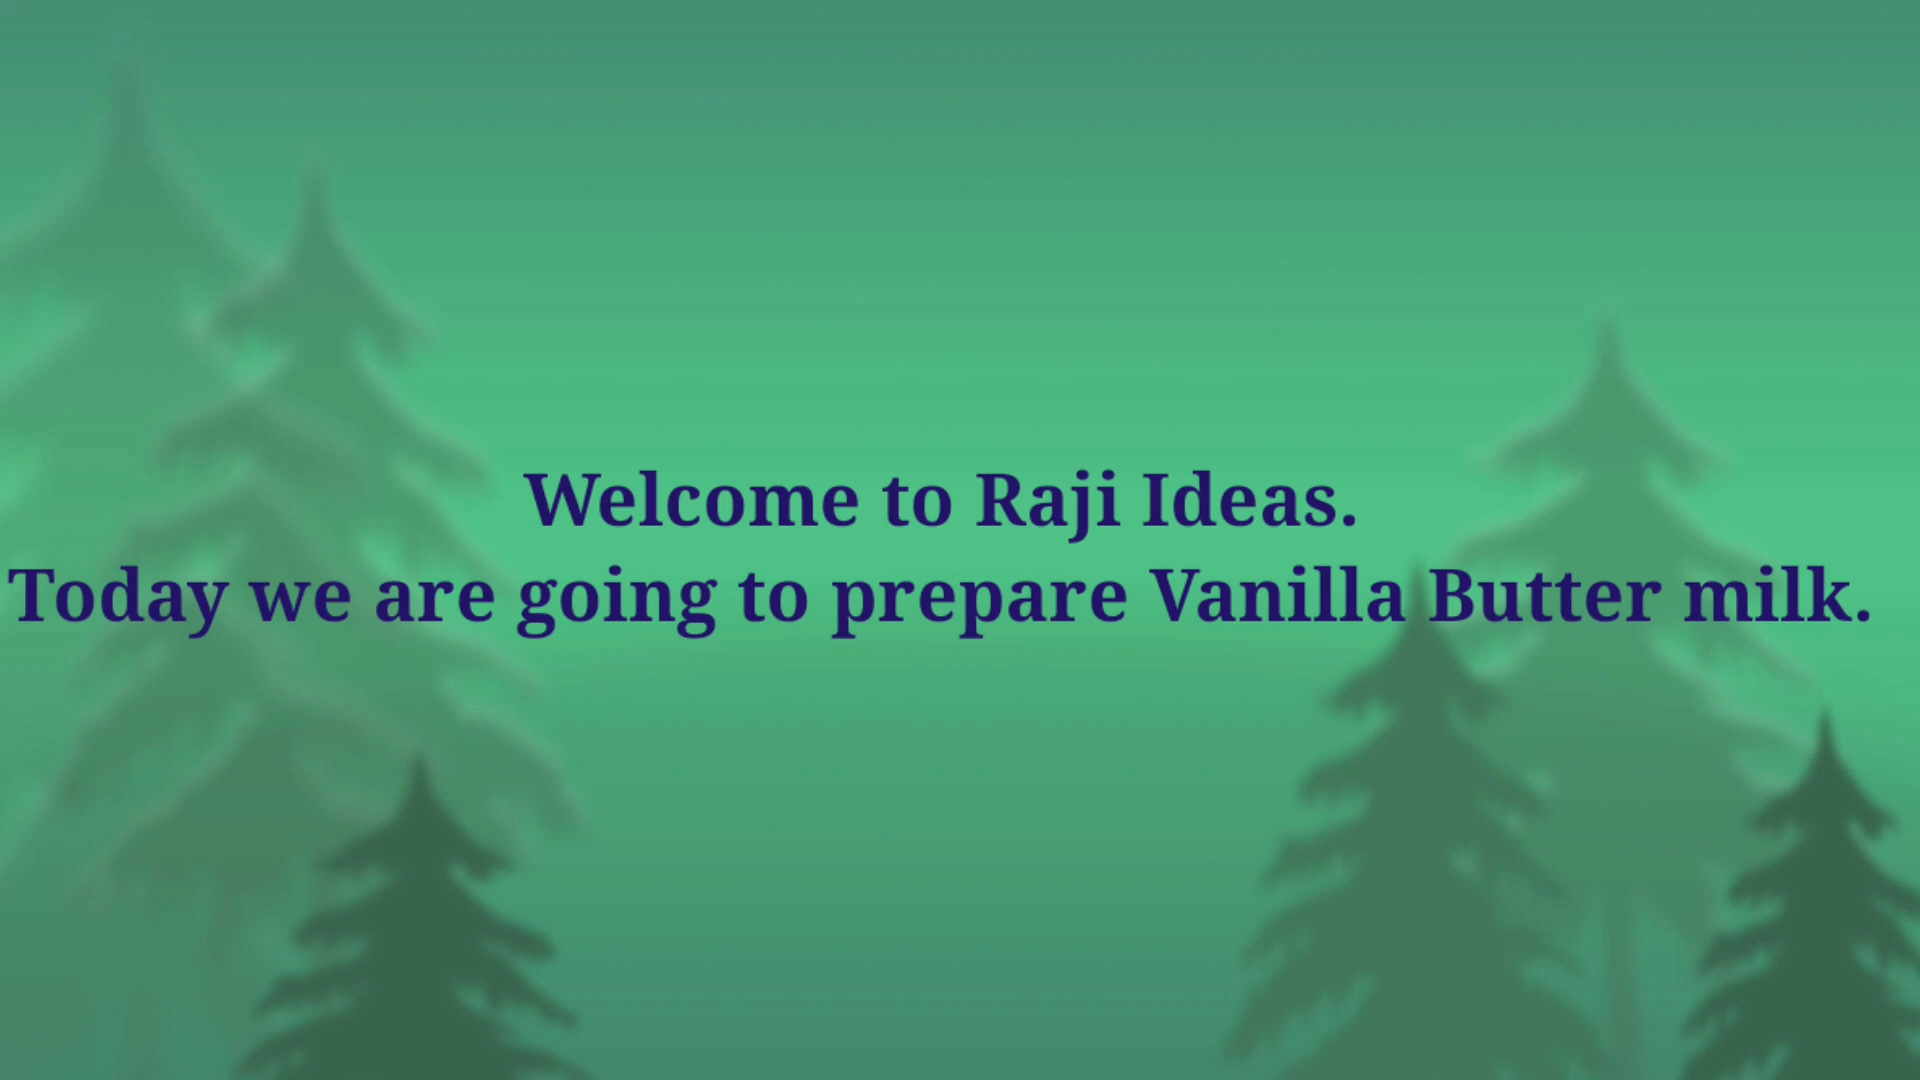 Welcome to Raji Ideas.
Today we are going to prepare Vanilla Butter milk.